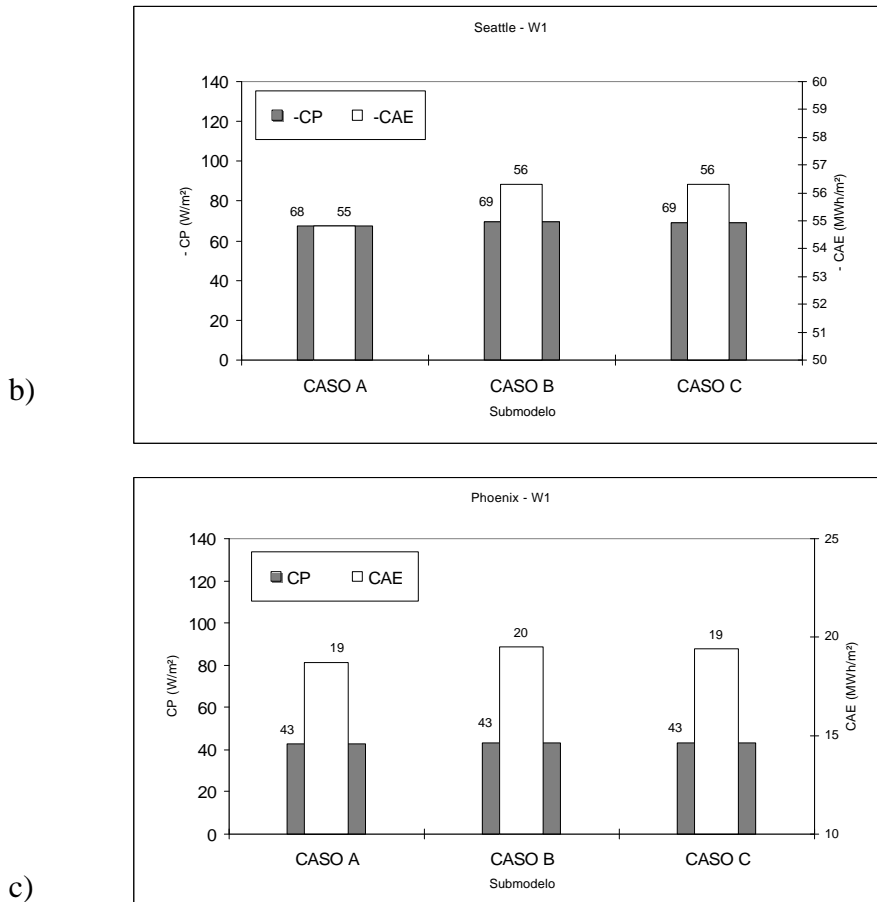 Seattle - W1
140
120
100
80
60
40
20
0
- CP (W/m²)
-CP
-CAE
68
55
69
56
69
56
60
59
58
57
56
55
54
53
52
51
50
- CAE (MWh/m²)
CASO A
CASO B
CASO C
Submodelo
b)
Phoenix - W1
140
120
100
80
60
40
20
0
CP (W/m²)
CP
CAE
43
19
43
20
43
19
25
20
15
10
CAE (MWh/m²)
CASO A
CASO B
CASO C
Submodelo
c)